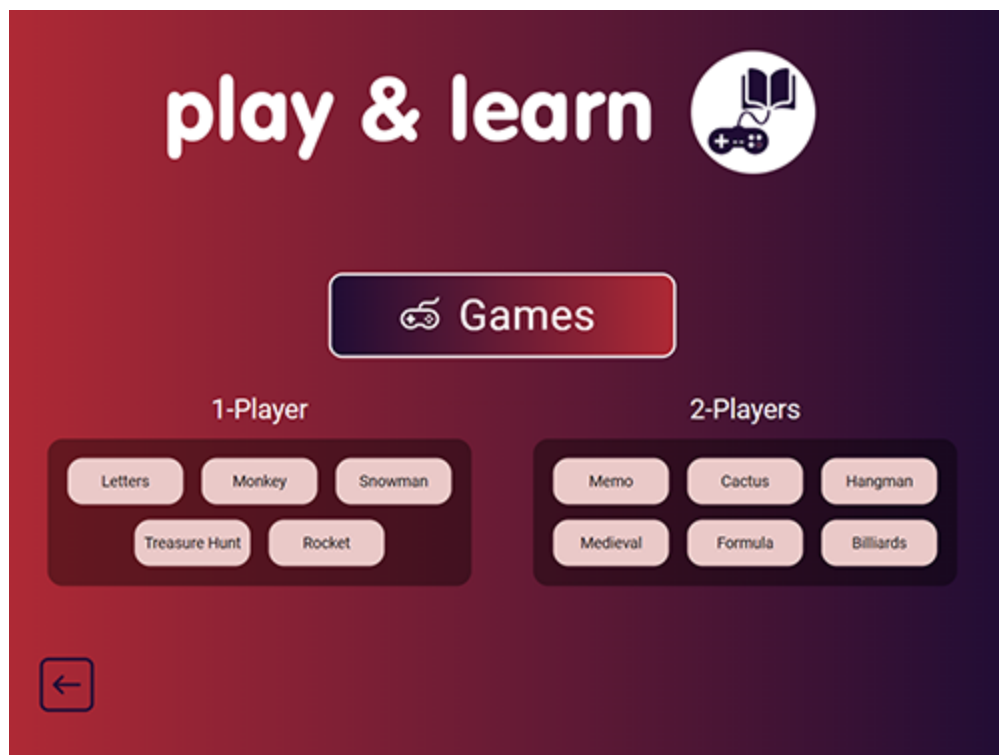 play & learn
Games
1-Player
Letters Monkey Snowman
Treasure Hunt Rocket
2-Players
Memo Cactus Hangman
Medieval Formula Billiards